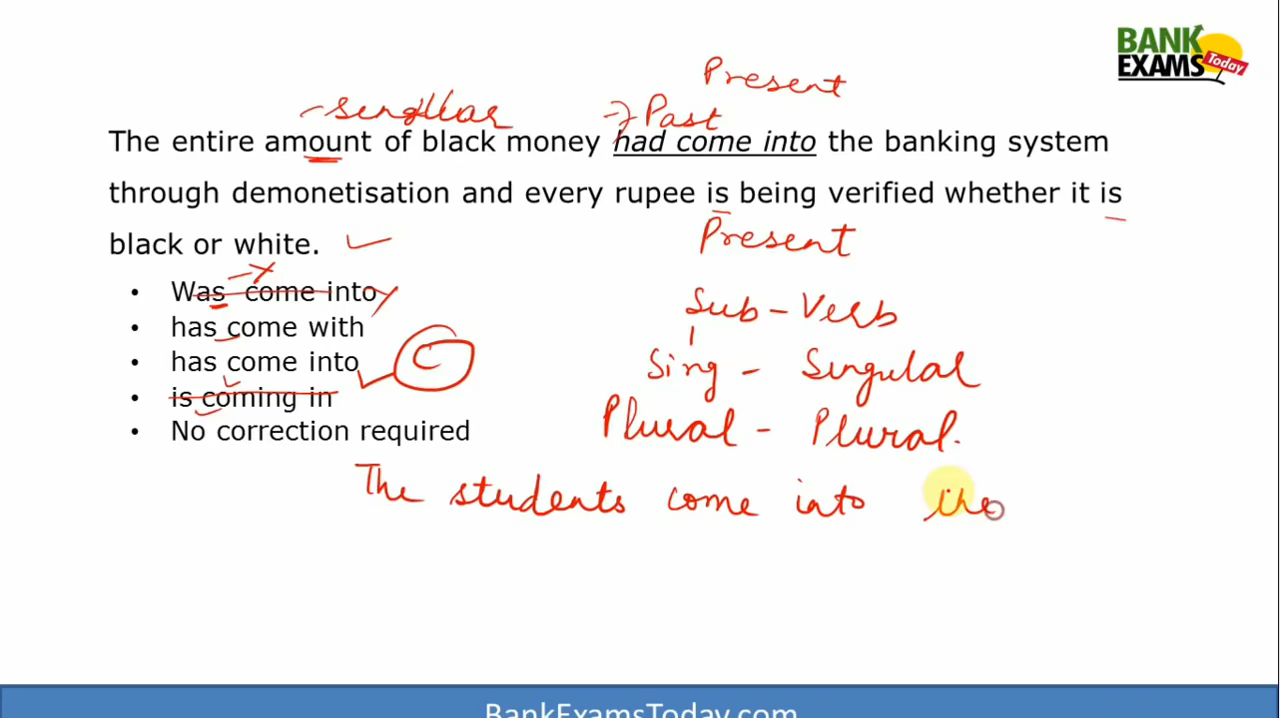 BANK
EXAMS Today
Present
singular
Past
The entire amount of black money had come into the banking system
through demonetisation and every rupee is being verified whether it is
black or white.
Present
• Was come into
• has come with
• has come into
• is coming in
• No correction required
C
Sub - Verb
Sing - Singular
Plural - Plural.
The students come into the
BankExamsToday.com